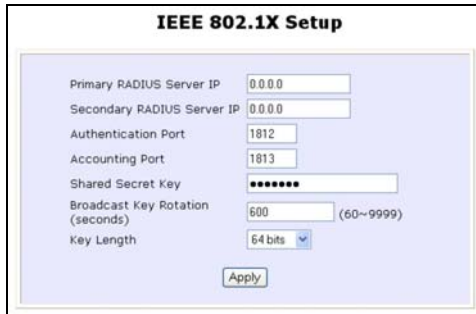 IEEE 802.1X Setup
Primary RADIUS Server IP 0.0.0.0
Secondary RADIUS Server IP 0.0.0.0
Authentication Port 1812
Accounting Port 1813
Shared Secret Key •••••••
Broadcast Key Rotation
(seconds) 600 (60~9999)
Key Length 64 bits
Apply